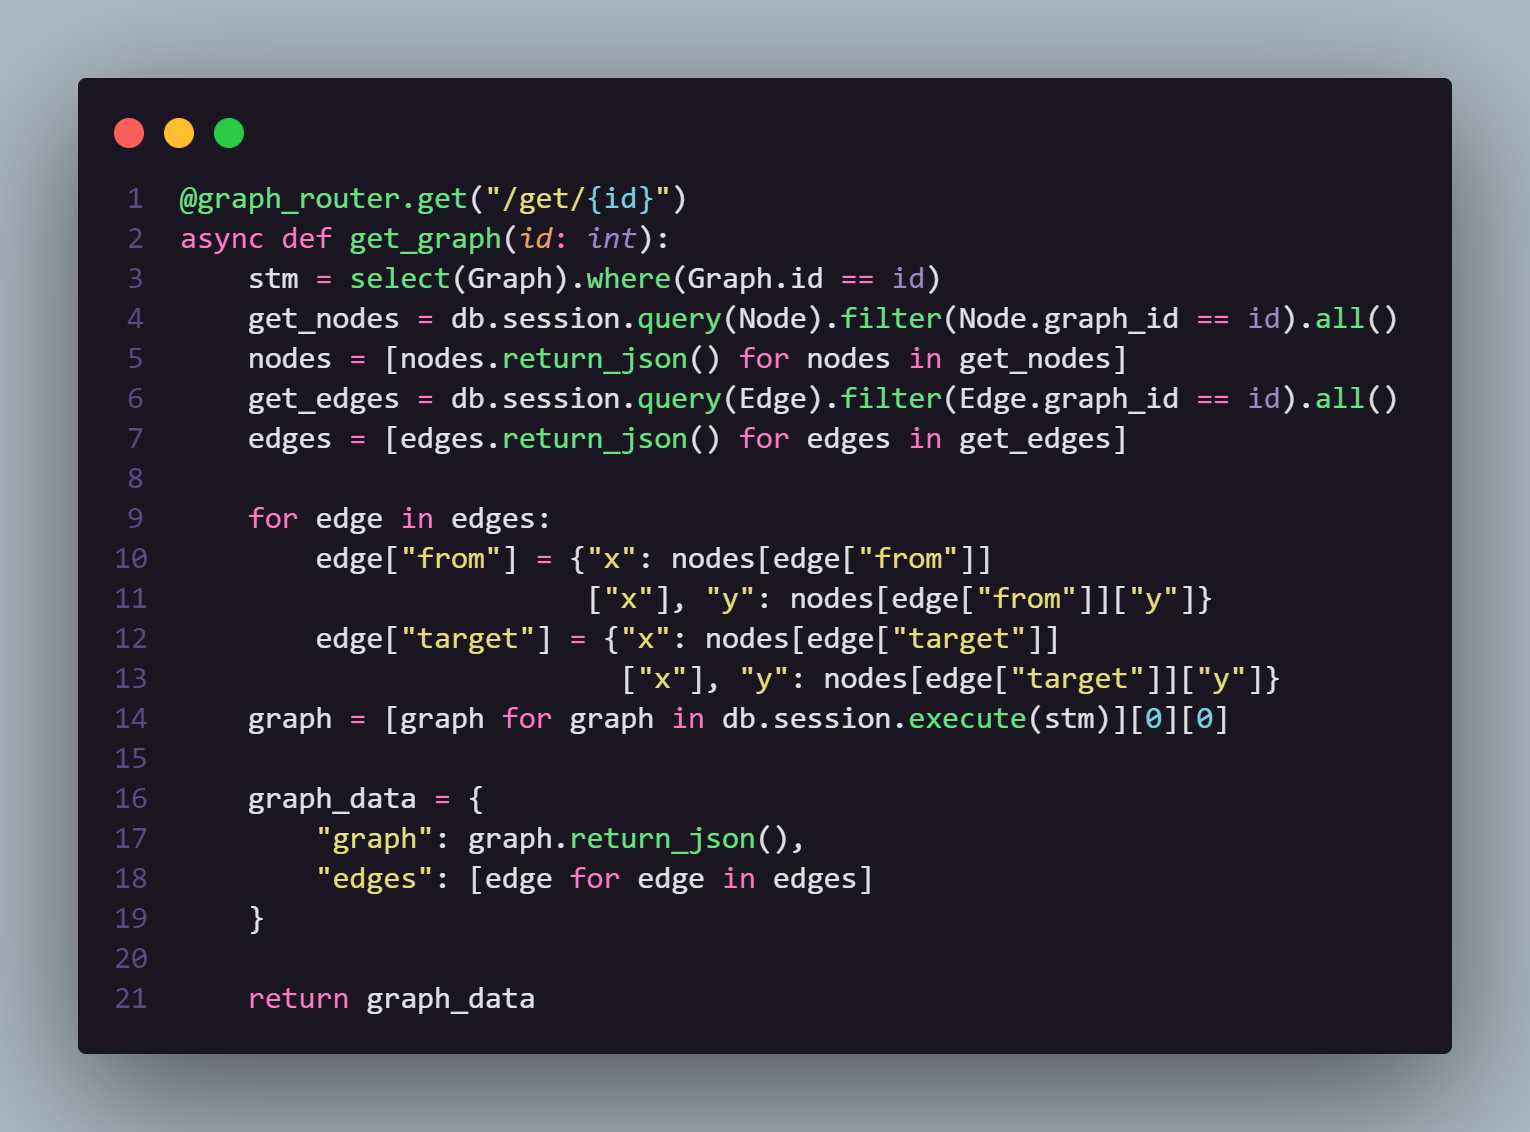 1 @graph_router.get("/get/{id}")
2 async def get_graph(id: int):
3     stm = select(Graph).where(Graph.id == id)
4     get_nodes = db.session.query(Node).filter(Node.graph_id == id).all()
5     nodes = [nodes.return_json() for nodes in get_nodes]
6     get_edges = db.session.query(Edge).filter(Edge.graph_id == id).all()
7     edges = [edges.return_json() for edges in get_edges]
8
9     for edge in edges:
10         edge["from"] = {"x": nodes[edge["from"]]
11                         ["x"], "y": nodes[edge["from"]]["y"]}
12         edge["target"] = {"x": nodes[edge["target"]]
13                           ["x"], "y": nodes[edge["target"]]["y"]}
14     graph = [graph for graph in db.session.execute(stm)][0][0]
15
16     graph_data = {
17         "graph": graph.return_json(),
18         "edges": [edge for edge in edges]
19     }
20
21     return graph_data